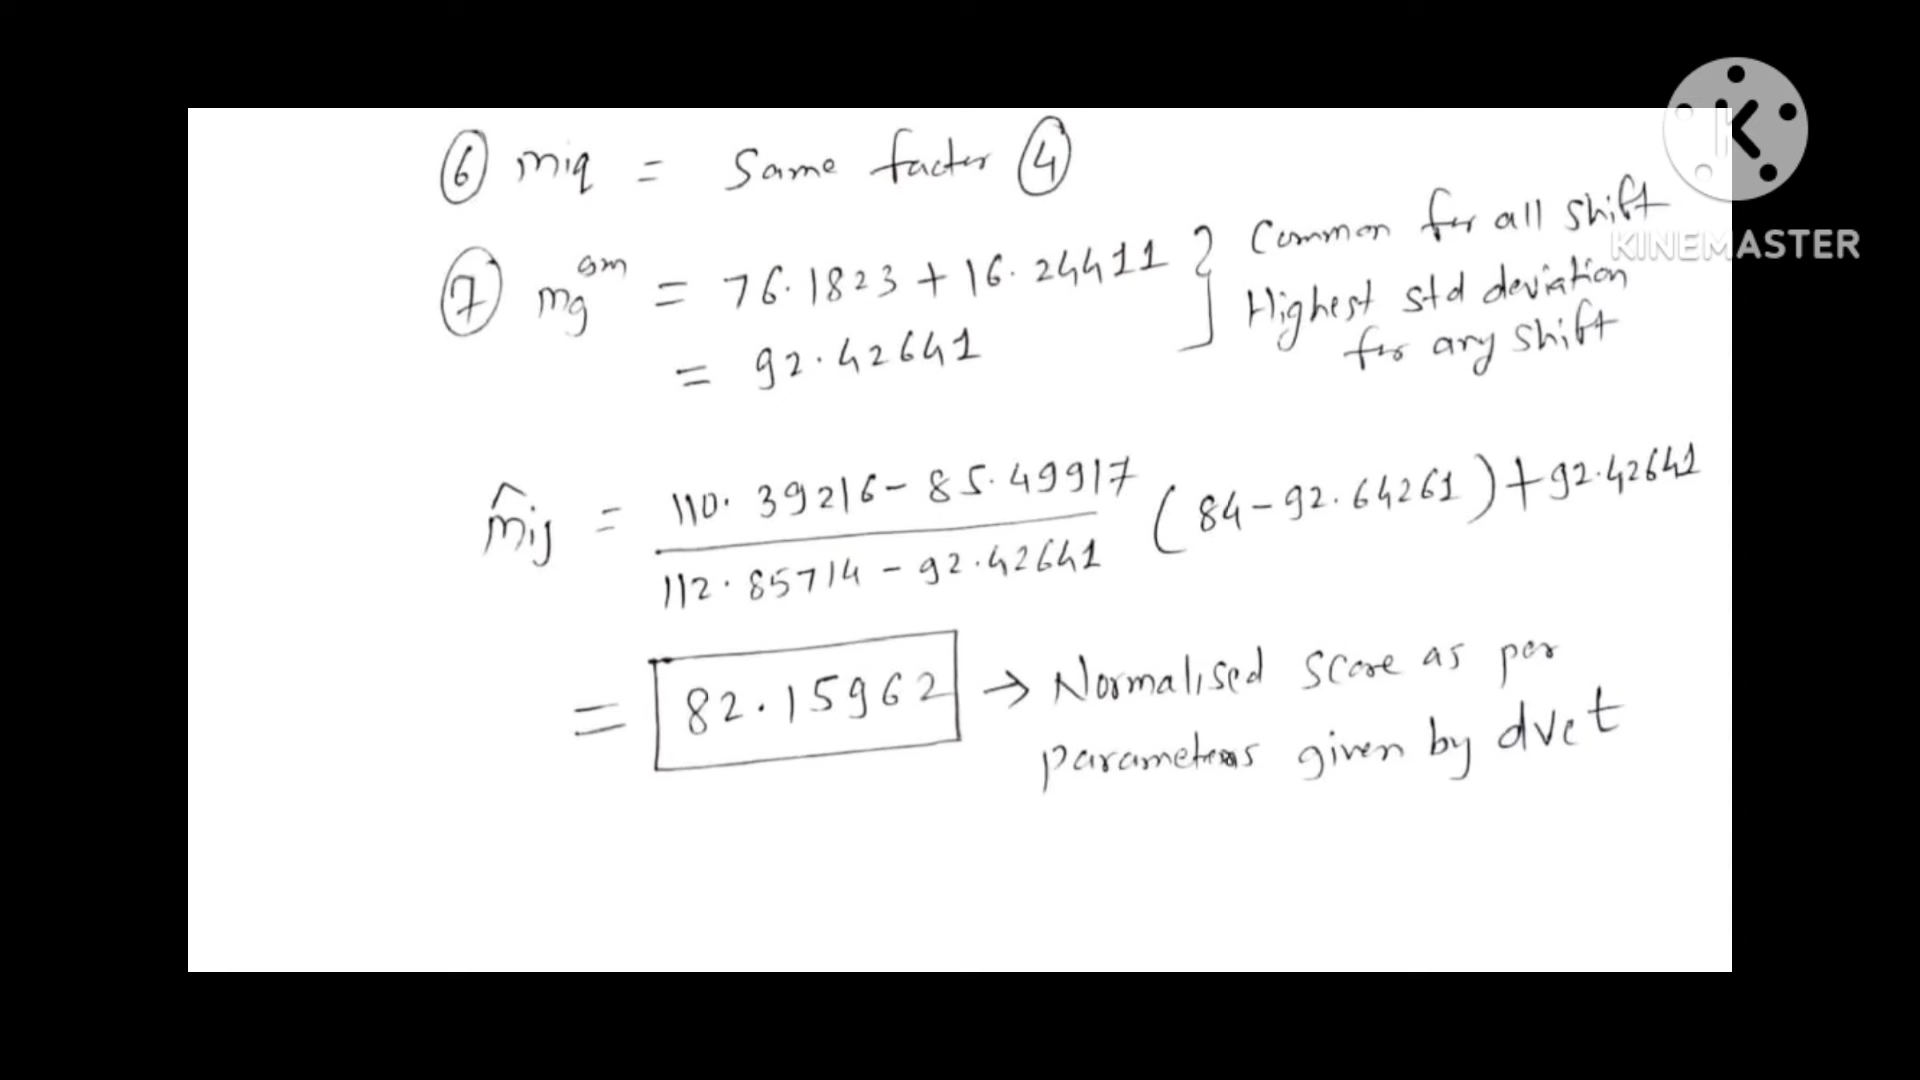 ⑥ miq = Same factor ④
⑦ mg^sm = 76.1823 + 16.24411 } Common for all shift
= 92.42641
Highest std deviation
for any shift
KINEMASTER
m̂ij = 110.39216 - 85.49917 / 112.85714 - 92.42641 (84 - 92.64261) + 92.42641
= 82.15962 → Normalised Score as per
parameters given by dvet